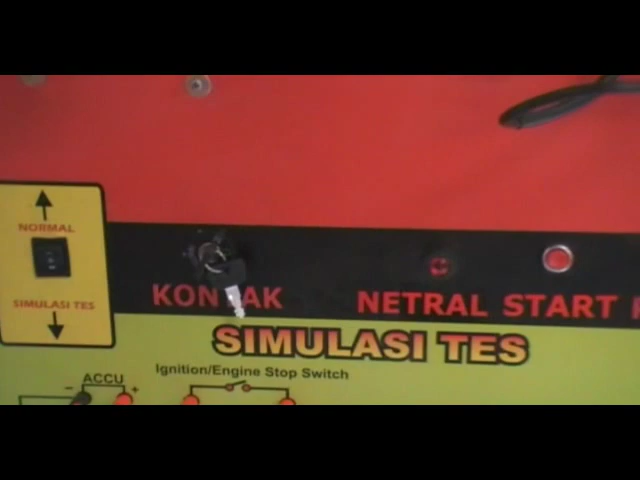 NORMAL
SIMULASI TES
KONTAK
NETRAL START
SIMULASI TES
Ignition/Engine Stop Switch
ACCU
- +